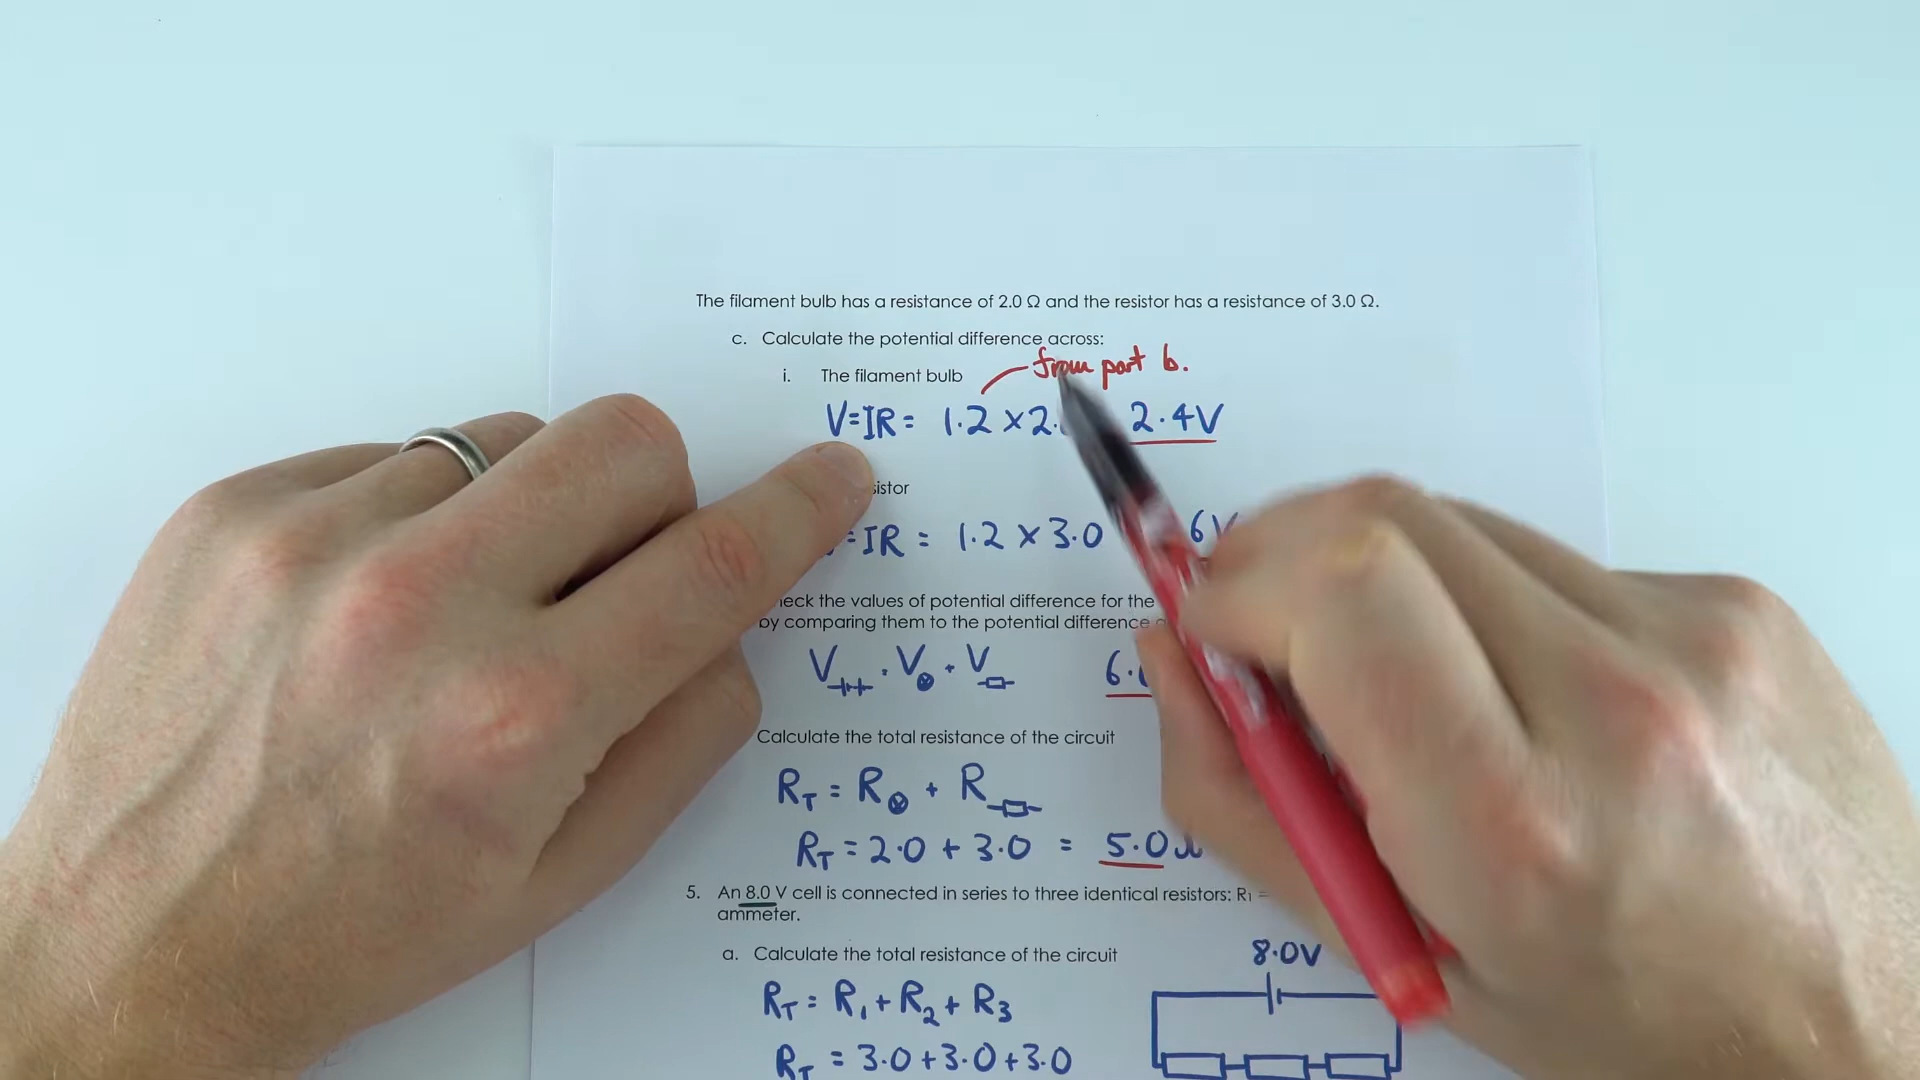 The filament bulb has a resistance of 2.0 Ω and the resistor has a resistance of 3.0 Ω.
c. Calculate the potential difference across:
from part b.
i. The filament bulb
V=IR= 1.2 × 2. 2.4V
sistor
=IR = 1.2 × 3.0 6V
eck the values of potential difference for the
by comparing them to the potential difference
V V V 6.
Calculate the total resistance of the circuit
R_T = R + R
R_T = 2.0 + 3.0 = 5.0Ω
5. An 8.0 V cell is connected in series to three identical resistors: R₁ =
ammeter.
a. Calculate the total resistance of the circuit
8.0V
R_T = R₁ + R₂ + R₃
R_T = 3.0+3.0+3.0